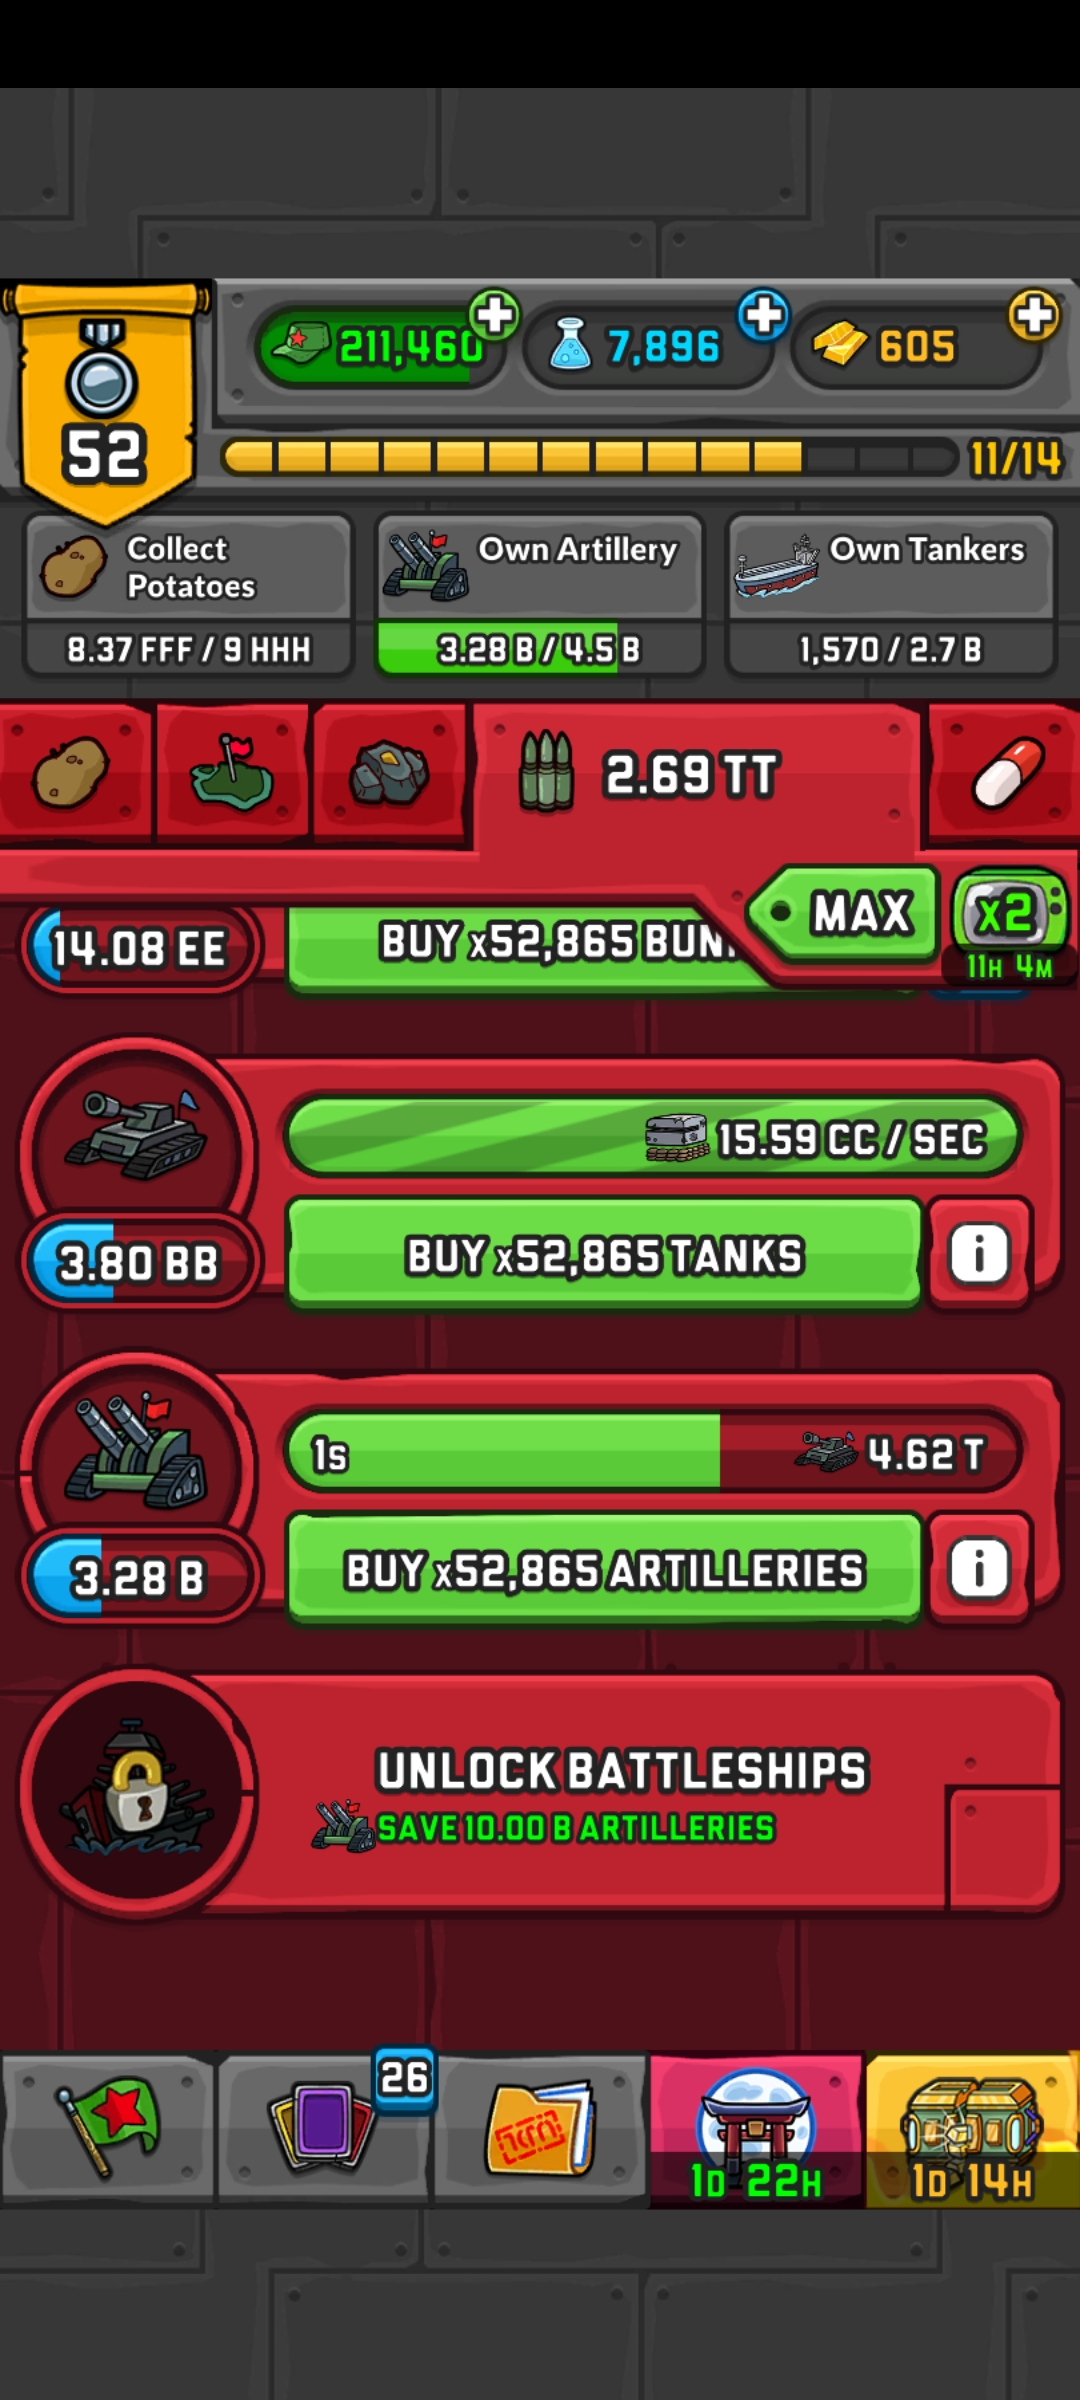 211,460
7,896
605
52
11/14
Collect
Potatoes
8.37 FFF / 9 HHH
Own Artillery
3.28 B / 4.5 B
Own Tankers
1,570 / 2.7 B
2.69 TT
MAX
x2
11H 4M
14.08 EE
BUY x52,865
15.59 CC / SEC
3.80 BB
BUY x52,865 TANKS
i
1s
4.62 T
3.28 B
BUY x52,865 ARTILLERIES
i
UNLOCK BATTLESHIPS
SAVE 10.00 B ARTILLERIES
26
1D 22H
1D 14H